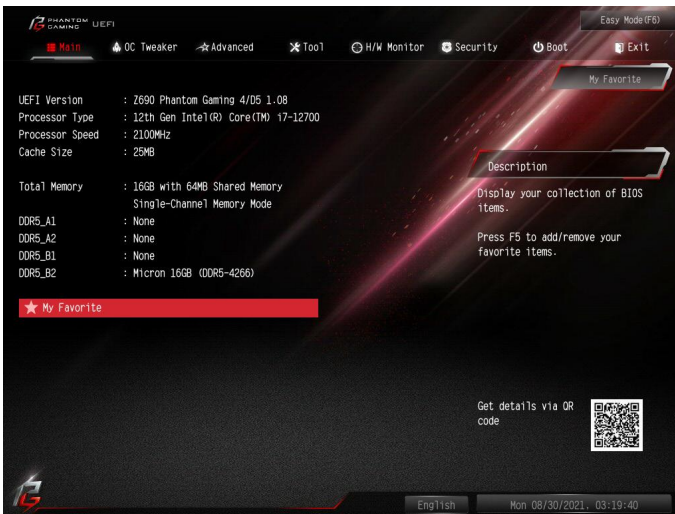 PHANTOM GAMING UEFI
Easy Mode(F6)
Main OC Tweaker Advanced Tool H/W Monitor Security Boot Exit
My Favorite
UEFI Version : Z690 Phantom Gaming 4/D5 1.08
Processor Type : 12th Gen Intel(R) Core(TM) i7-12700
Processor Speed : 2100MHz
Cache Size : 25MB
Total Memory : 16GB with 64MB Shared Memory
Single-Channel Memory Mode
DDR5_A1 : None
DDR5_A2 : None
DDR5_B1 : None
DDR5_B2 : Micron 16GB (DDR5-4266)
My Favorite
Description
Display your collection of BIOS
items.
Press F5 to add/remove your
favorite items.
Get details via QR
code
English
Mon 08/30/2021. 03:19:40